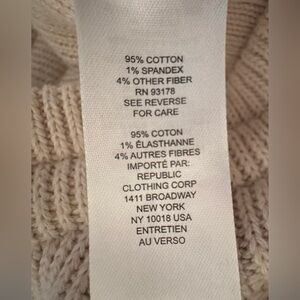 95% COTTON
1% SPANDEX
4% OTHER FIBER
RN 93178
SEE REVERSE
FOR CARE
95% COTON
1% ÉLASTHANNE
4% AUTRES FIBRES
IMPORTÉ PAR:
REPUBLIC
CLOTHING CORP
1411 BROADWAY
NEW YORK
NY 10018 USA
ENTRETIEN
AU VERSO